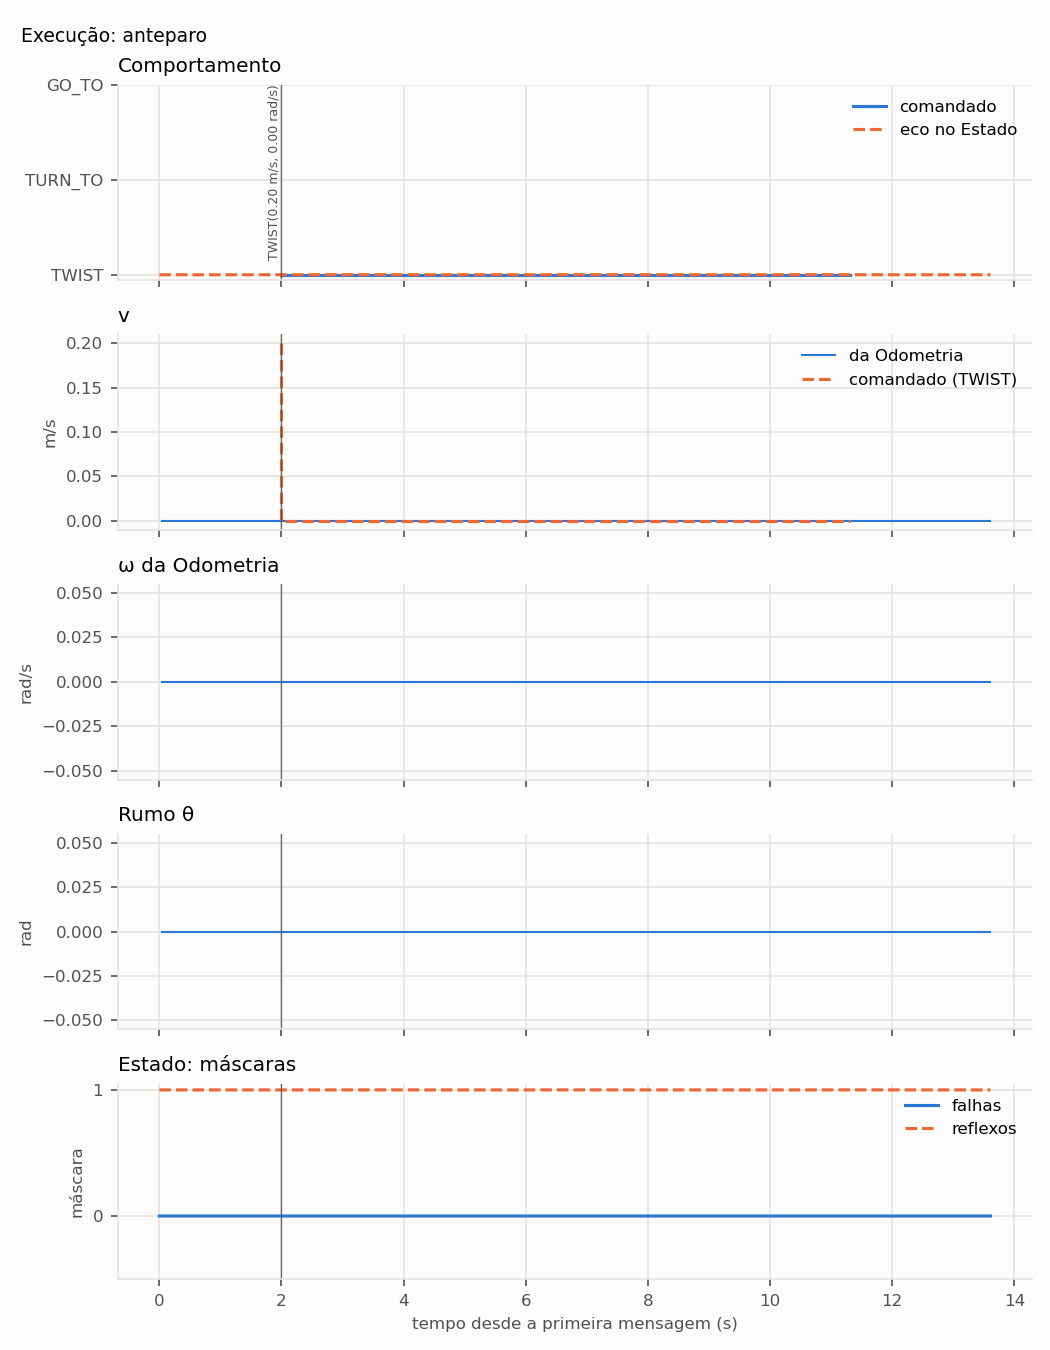 Execução: anteparo
Comportamento
GO_TO
TURN_TO
TWIST
TWIST(0.20 m/s, 0.00 rad/s)
comandado
eco no Estado
v
0.20
0.15
0.10
0.05
0.00
m/s
da Odometria
comandado (TWIST)
ω da Odometria
0.050
0.025
0.000
−0.025
−0.050
rad/s
Rumo θ
0.050
0.025
0.000
−0.025
−0.050
rad
Estado: máscaras
1
0
máscara
falhas
reflexos
0 2 4 6 8 10 12 14
tempo desde a primeira mensagem (s)